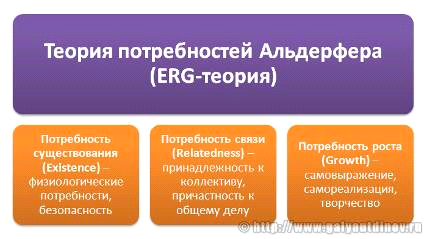 Теория потребностей Альдерфера
(ERG-теория)
Потребность
существования
(Existence) –
физиологические
потребности,
безопасность
Потребность связи
(Relatedness) –
принадлежность к
коллективу,
причастность к
общему делу
Потребность роста
(Growth) –
самовыражение,
самореализация,
творчество
© http://www.galyautdinov.ru